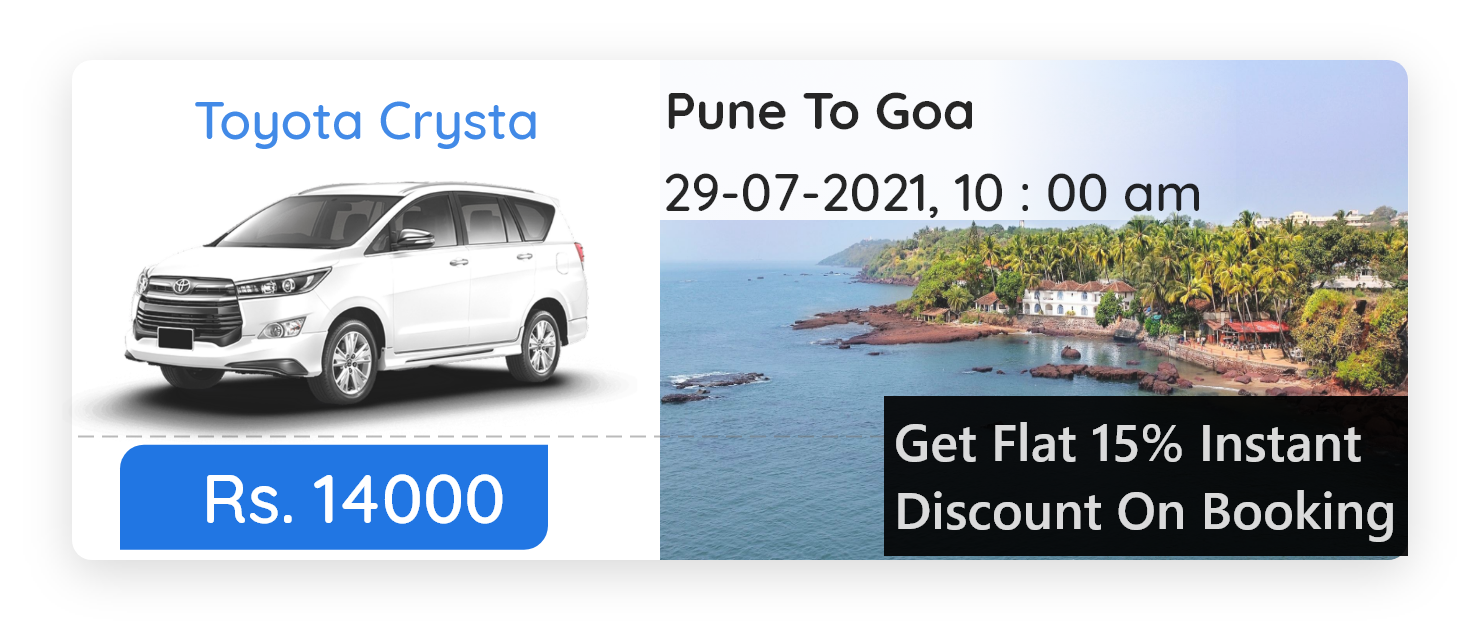 Toyota Crysta
Rs. 14000
Pune To Goa
29-07-2021, 10 : 00 am
Get Flat 15% Instant
Discount On Booking